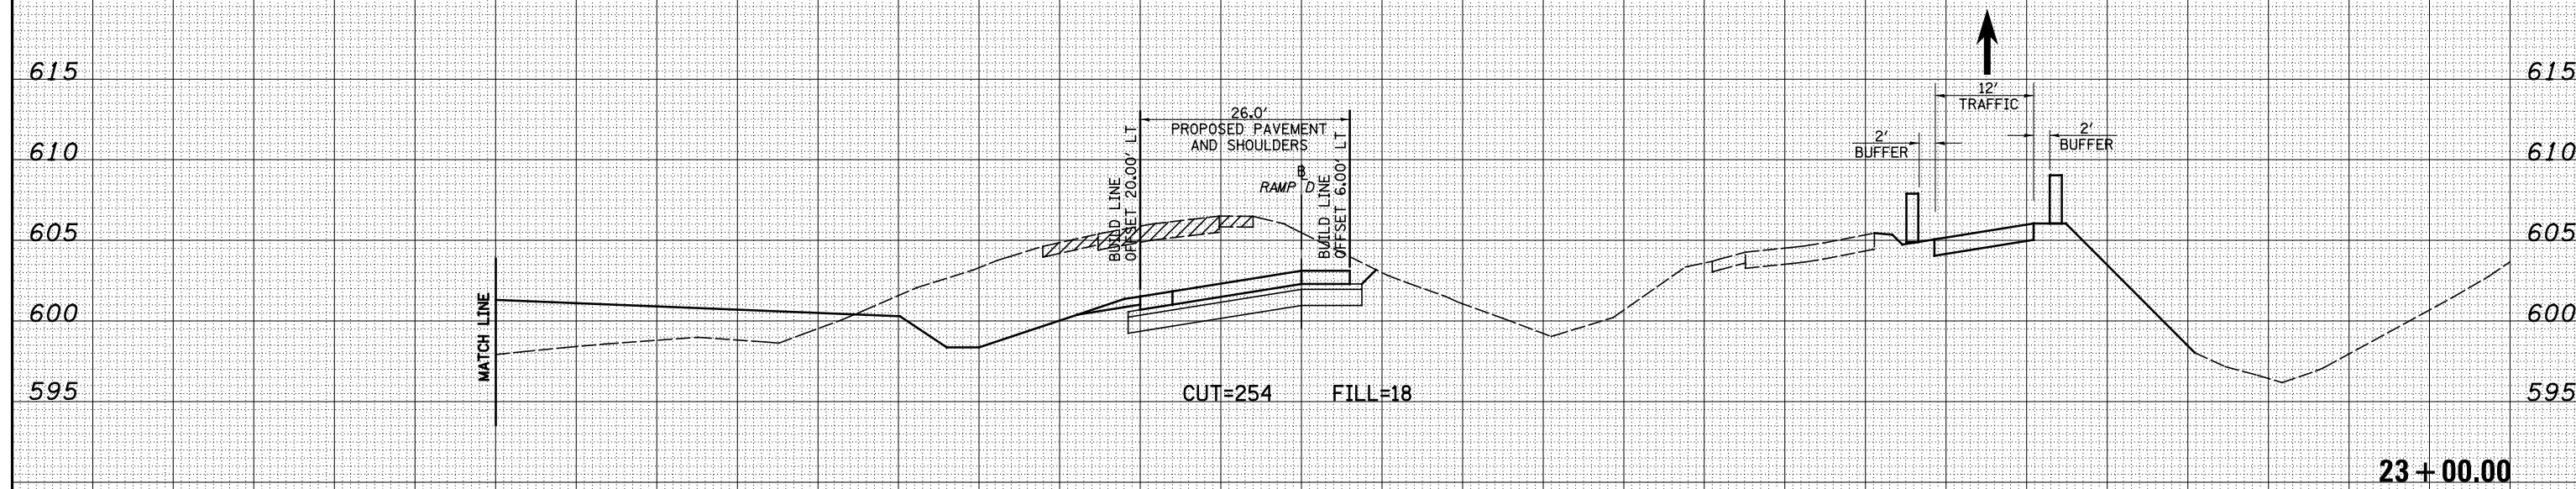 615
615
12'
TRAFFIC
26.0'
PROPOSED PAVEMENT
AND SHOULDERS
2'
BUFFER
2'
BUFFER
610
610
BUILD LINE
OFFSET 20.00' LT
BUILD LINE
OFFSET 6.00' LT
BL
RAMP D
605
605
MATCH LINE
600
600
CUT=254 FILL=18
595
595
23+00.00